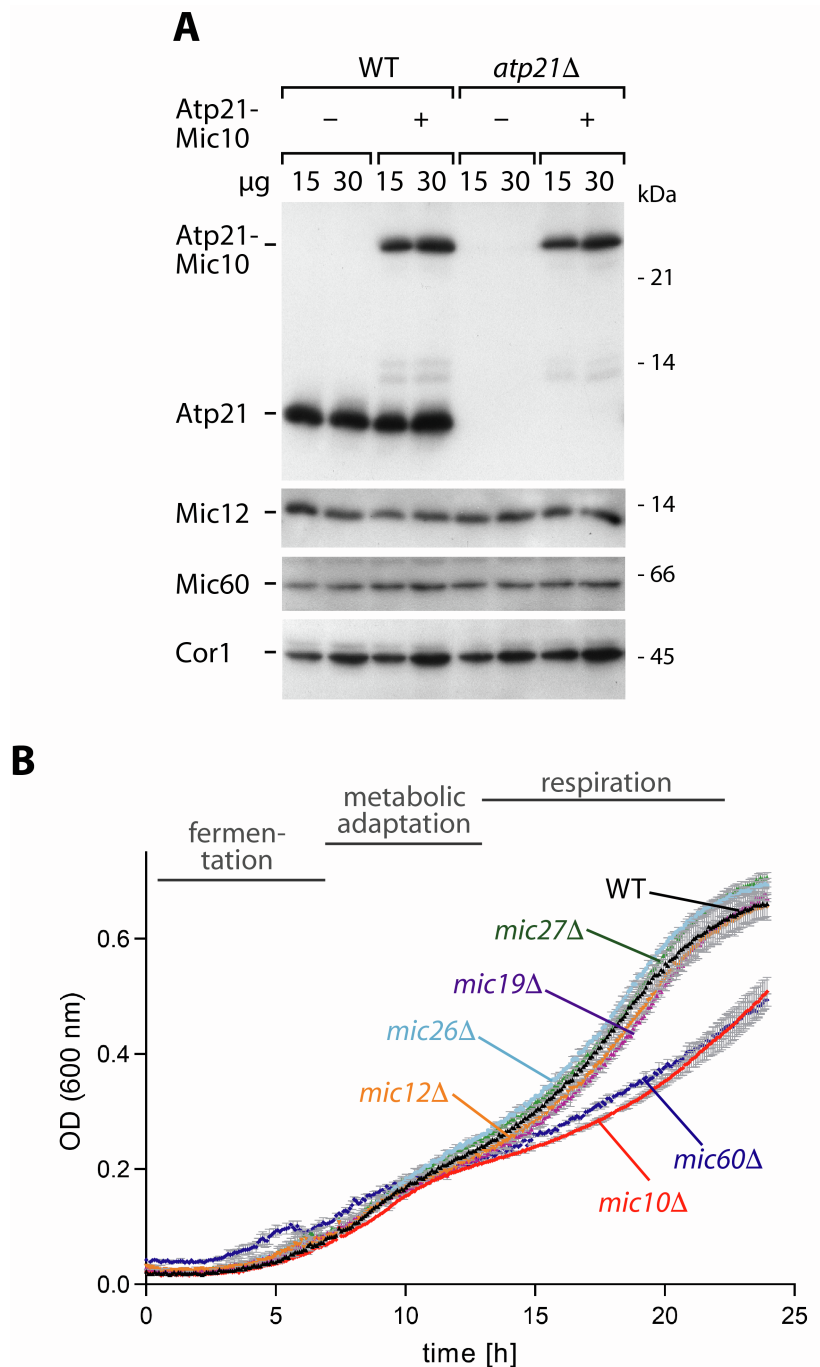 A
WT atp21Δ
Atp21-
Mic10
– + – +
µg 15 30 15 30 15 30 15 30 kDa
Atp21-
Mic10
- 21
- 14
Atp21
Mic12 - 14
Mic60 - 66
Cor1 - 45
B
respiration
metabolic
adaptation
fermen-
tation
WT
mic27Δ
mic19Δ
mic26Δ
mic12Δ
mic60Δ
mic10Δ
OD (600 nm)
0.6
0.4
0.2
0.0
0 5 10 15 20 25
time [h]